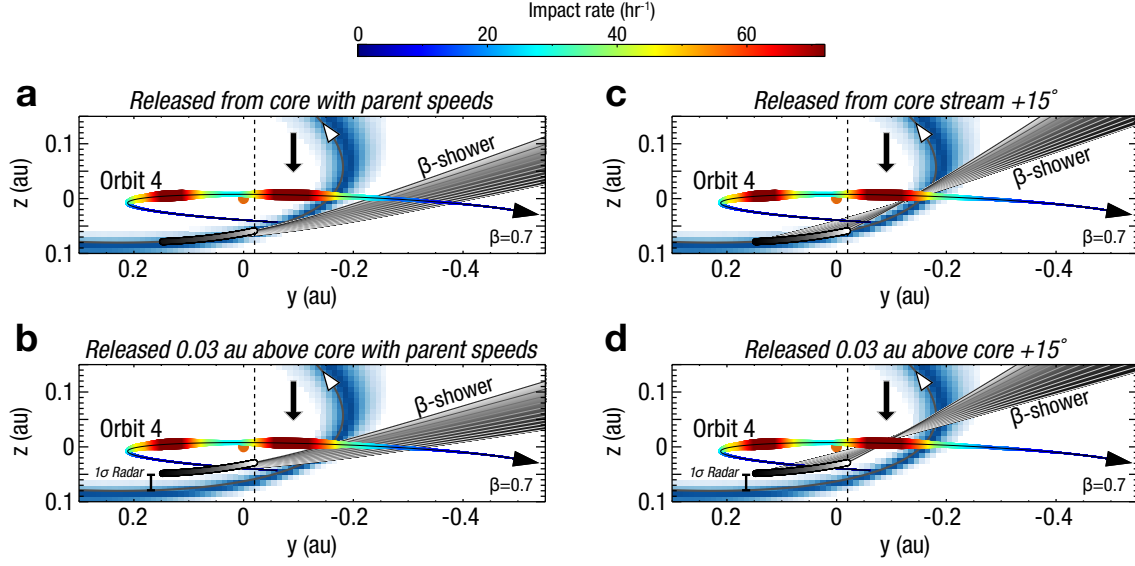 Impact rate (hr⁻¹)
0 20 40 60
a Released from core with parent speeds
0.1
0
0.1
z (au)
Orbit 4
β-shower
β=0.7
0.2 0 -0.2 -0.4
y (au)
c Released from core stream +15°
0.1
0
0.1
z (au)
Orbit 4
β-shower
β=0.7
0.2 0 -0.2 -0.4
y (au)
b Released 0.03 au above core with parent speeds
0.1
0
0.1
z (au)
Orbit 4
β-shower
1σ Radar
β=0.7
0.2 0 -0.2 -0.4
y (au)
d Released 0.03 au above core +15°
0.1
0
0.1
z (au)
Orbit 4
β-shower
1σ Radar
β=0.7
0.2 0 -0.2 -0.4
y (au)